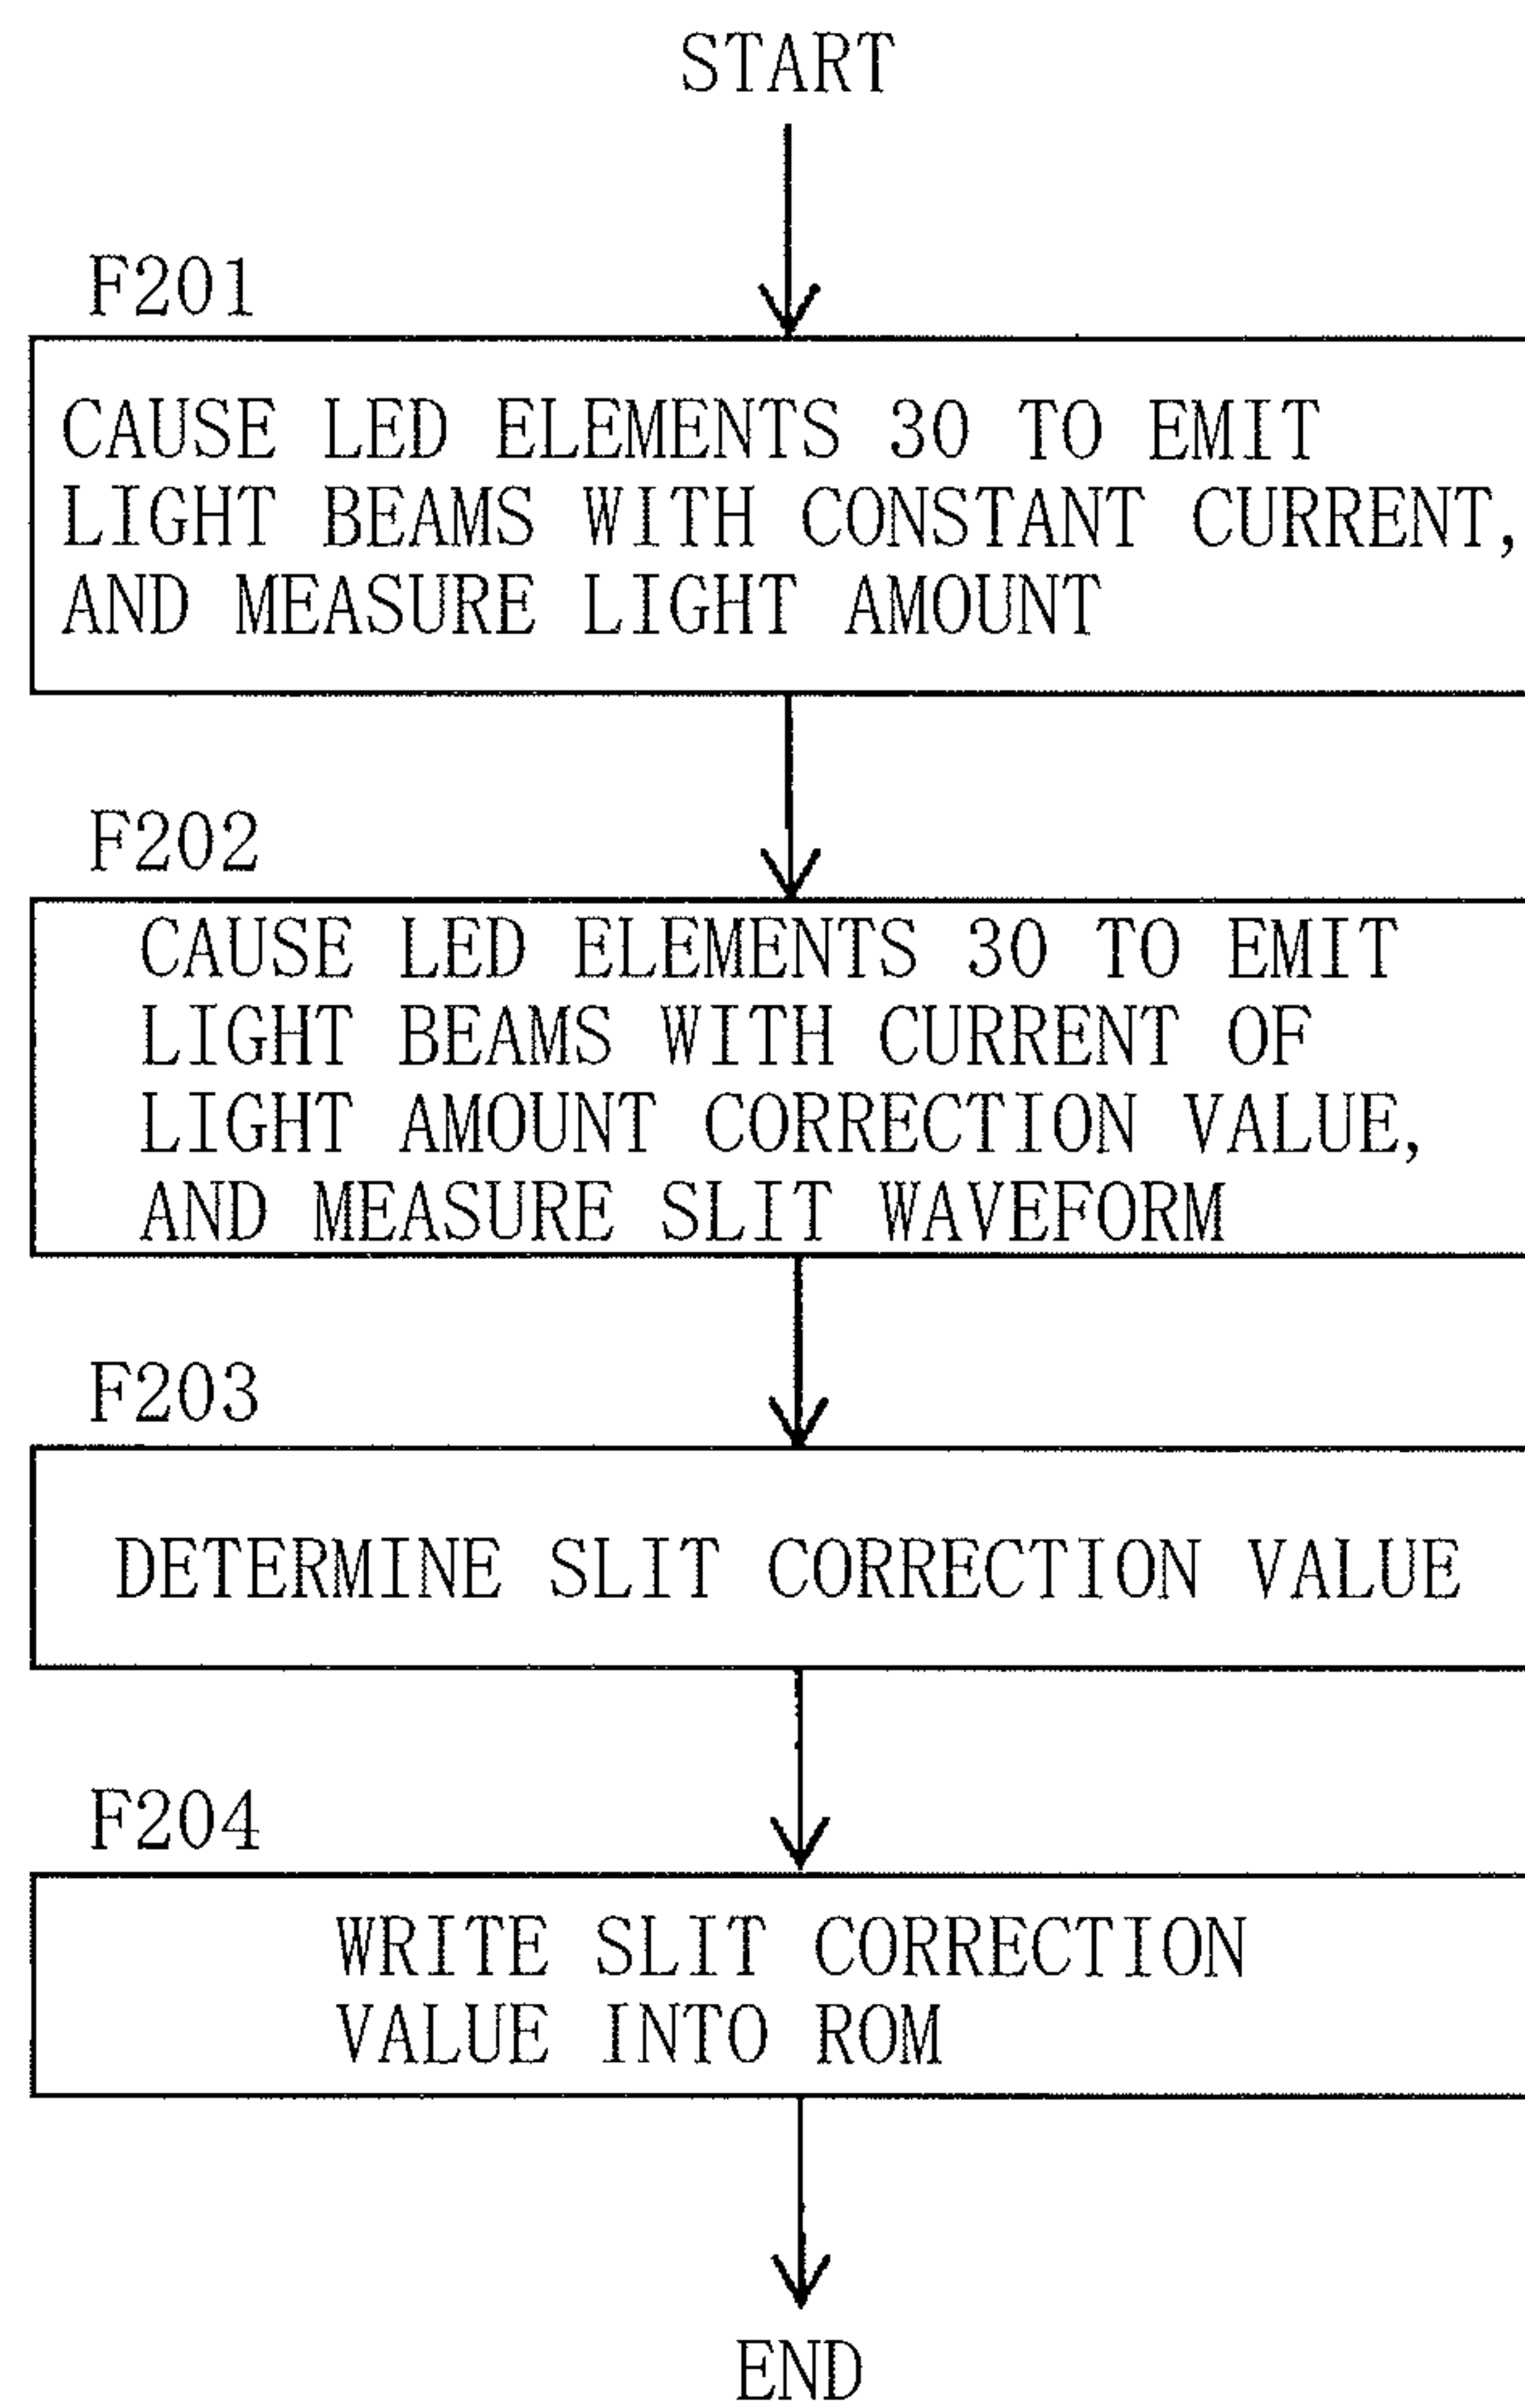 START
F201
CAUSE LED ELEMENTS 30 TO EMIT
LIGHT BEAMS WITH CONSTANT CURRENT,
AND MEASURE LIGHT AMOUNT
F202
CAUSE LED ELEMENTS 30 TO EMIT
LIGHT BEAMS WITH CURRENT OF
LIGHT AMOUNT CORRECTION VALUE,
AND MEASURE SLIT WAVEFORM
F203
DETERMINE SLIT CORRECTION VALUE
F204
WRITE SLIT CORRECTION
VALUE INTO ROM
END